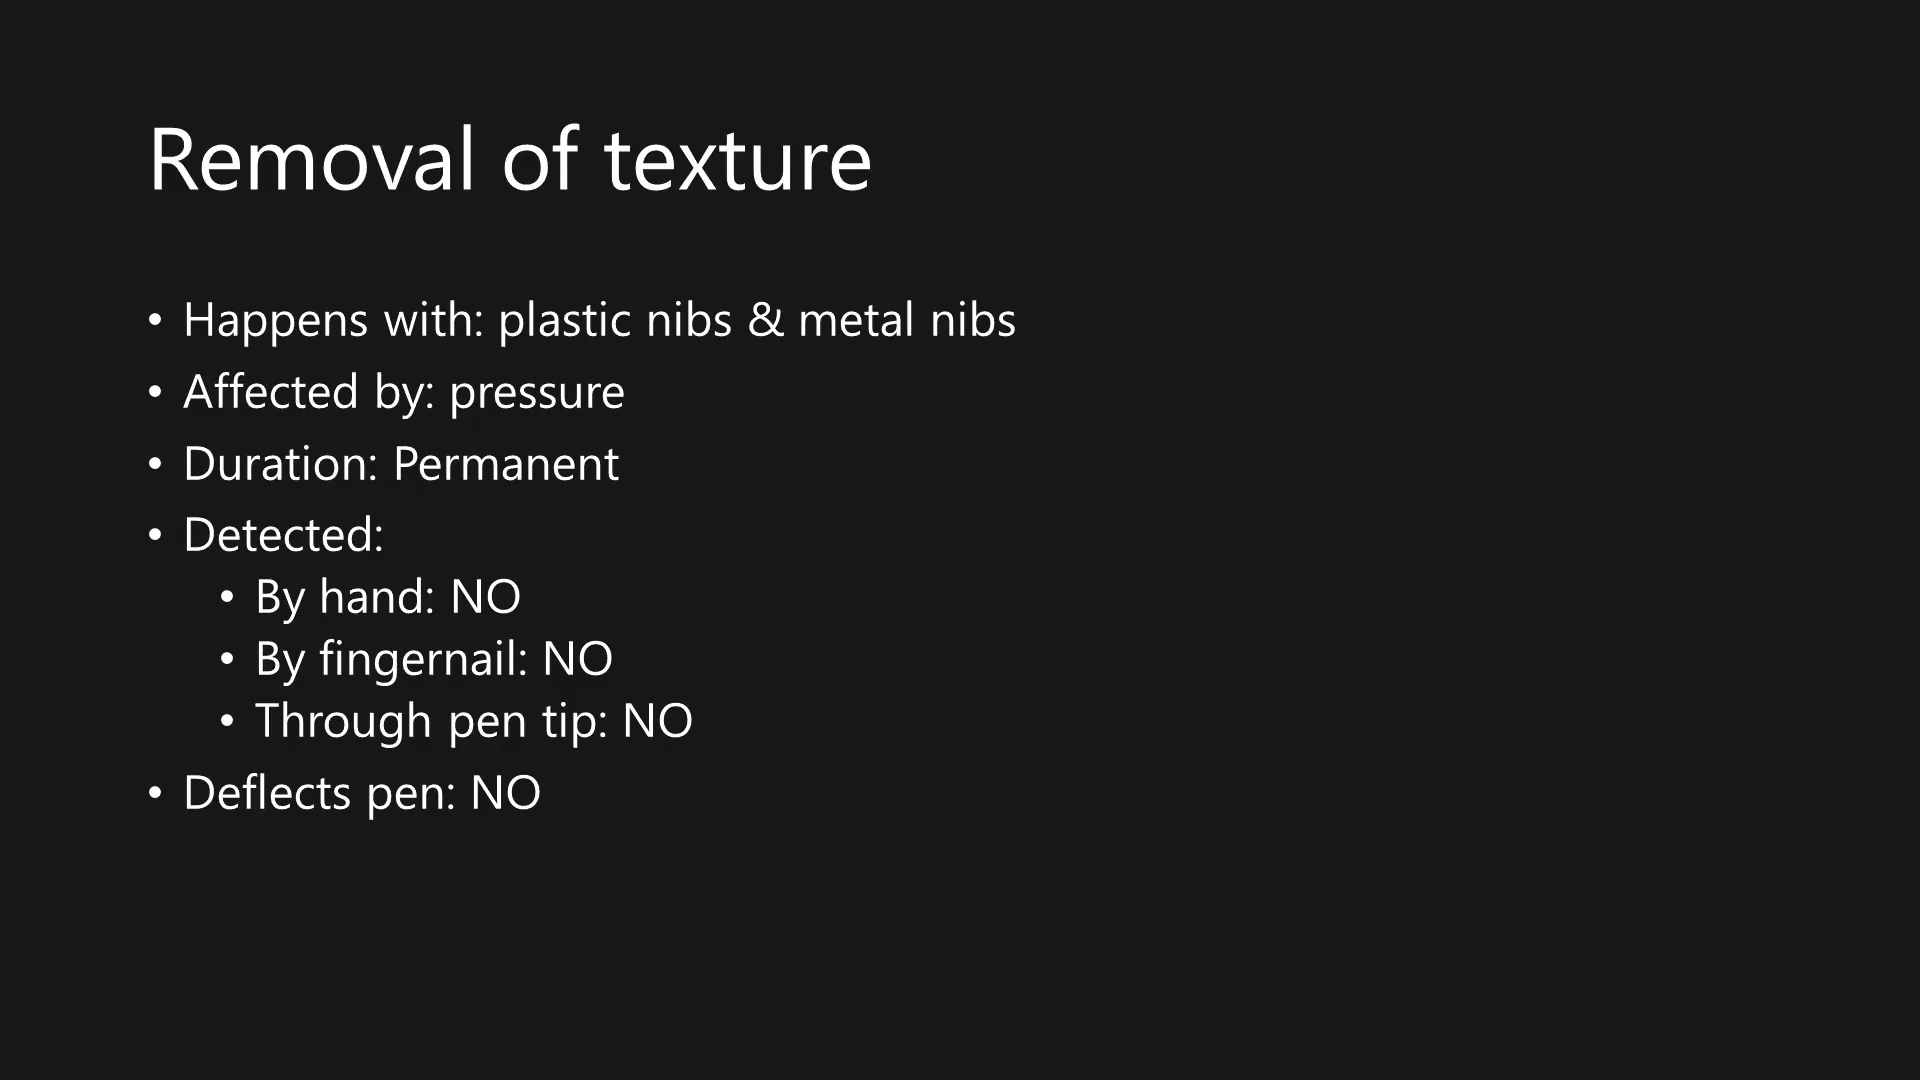 Removal of texture
• Happens with: plastic nibs & metal nibs
• Affected by: pressure
• Duration: Permanent
• Detected:
• By hand: NO
• By fingernail: NO
• Through pen tip: NO
• Deflects pen: NO